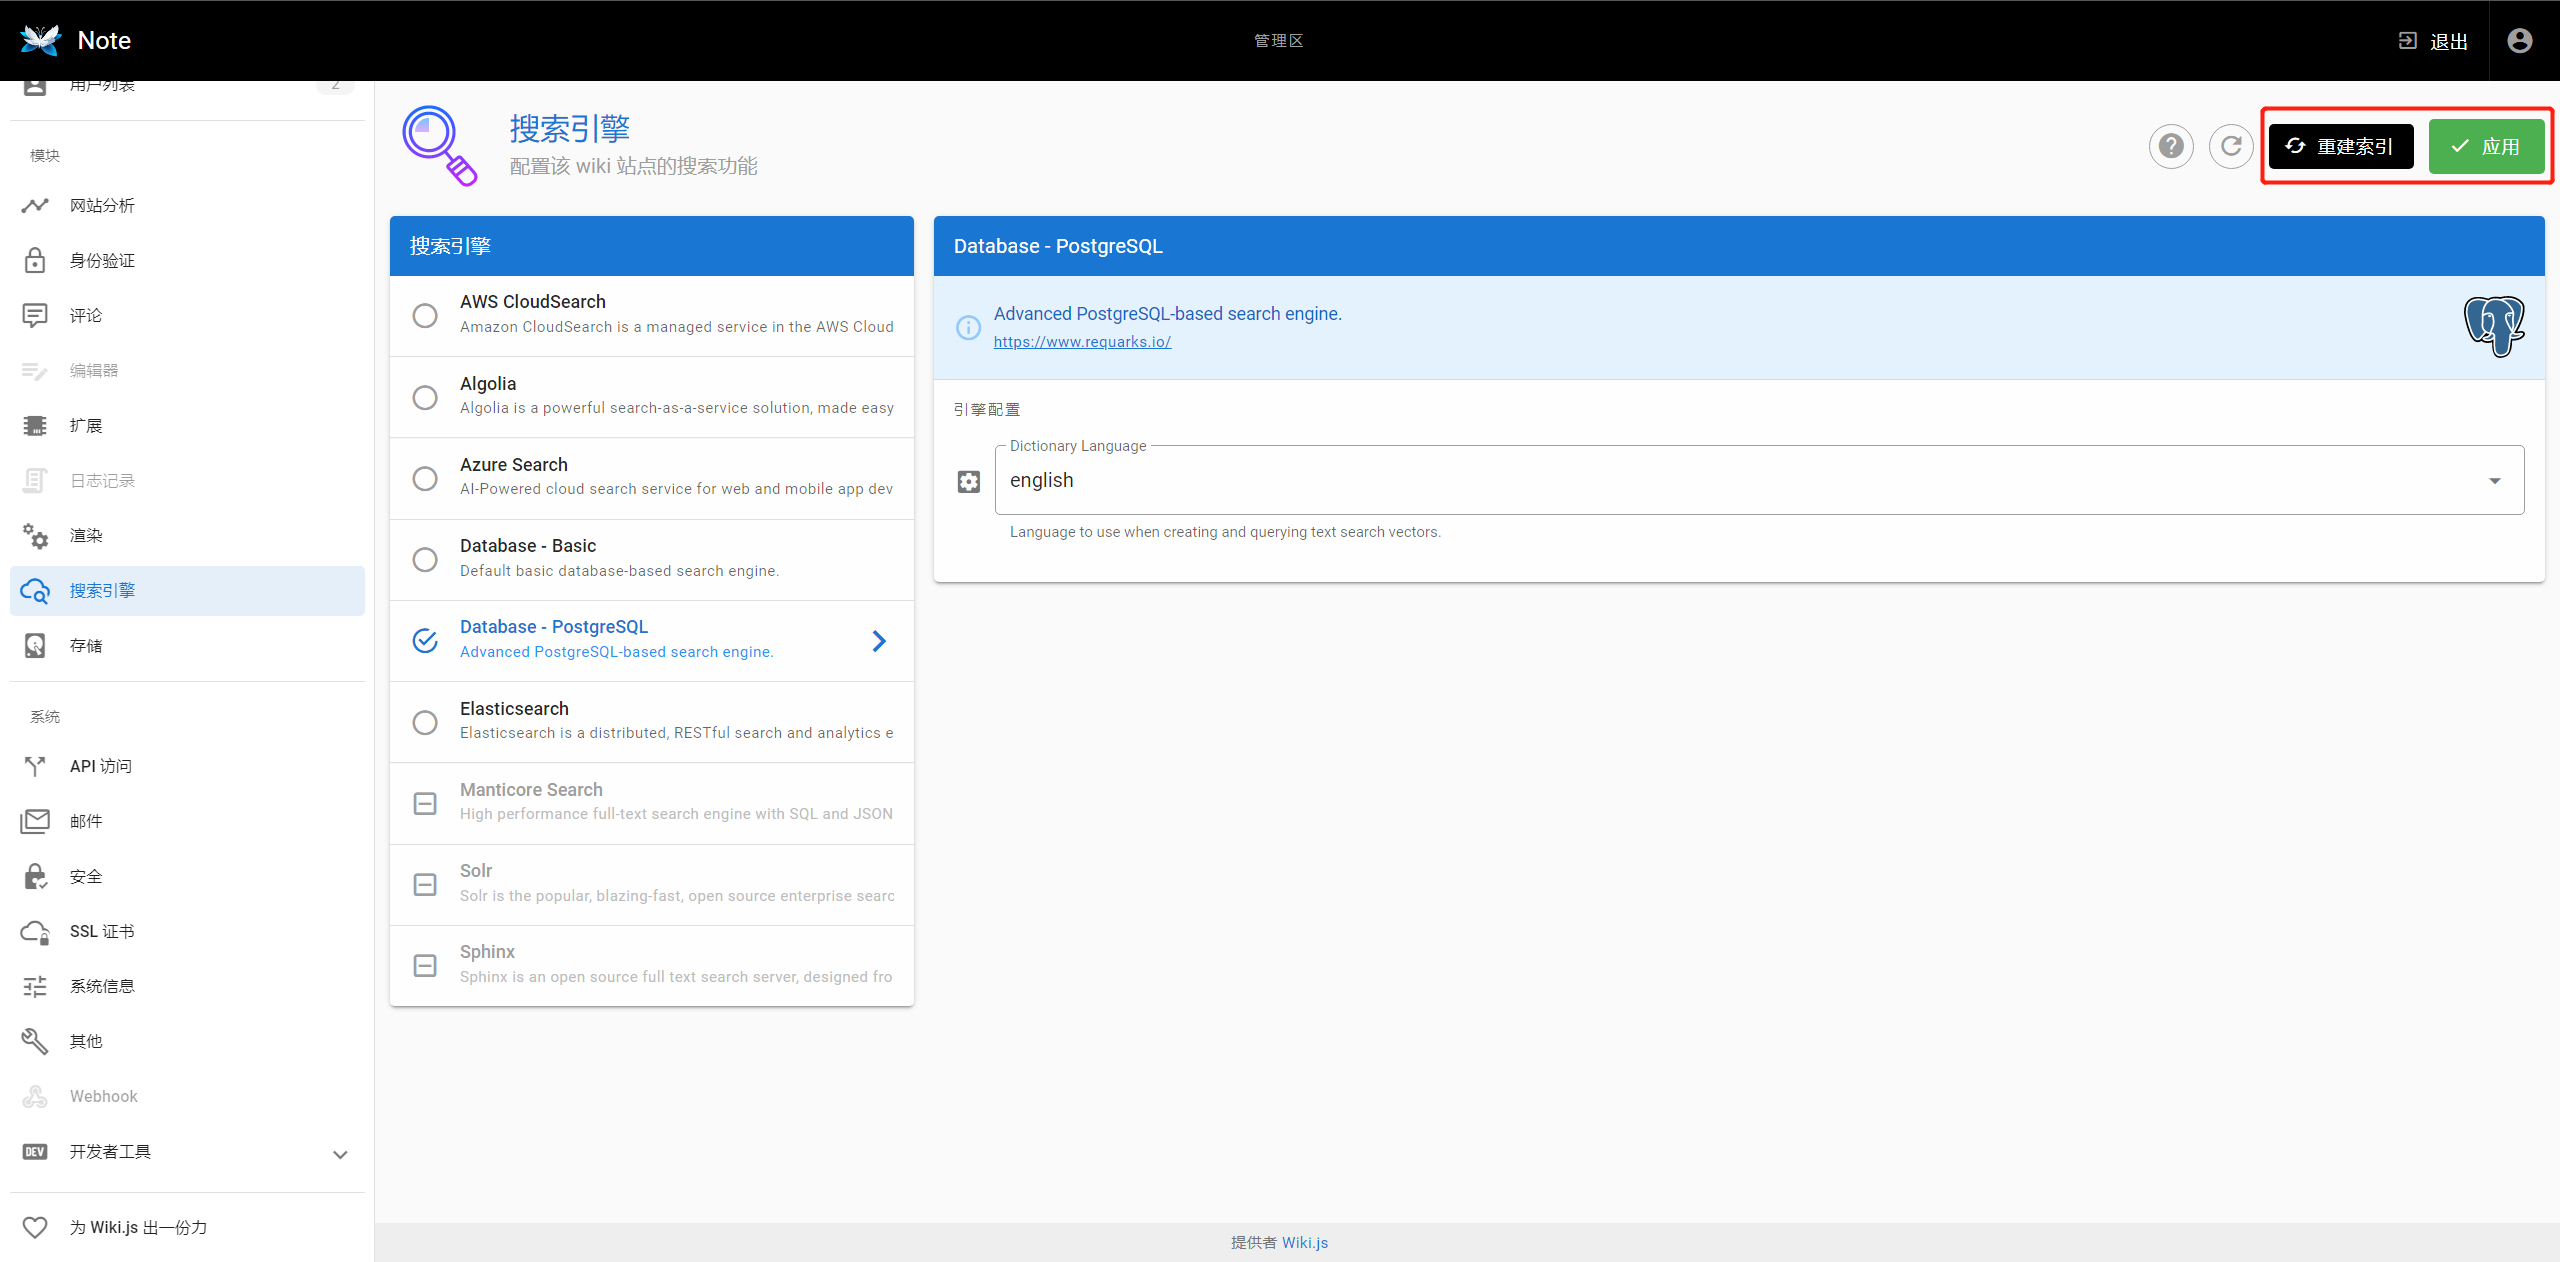 Note
管理区
退出
用户列表
2
模块
网站分析
身份验证
评论
编辑器
扩展
日志记录
渲染
搜索引擎
存储
系统
API 访问
邮件
安全
SSL 证书
系统信息
其他
Webhook
DEV
开发者工具
为 Wiki.js 出一份力
搜索引擎
配置该 wiki 站点的搜索功能
重建索引
应用
搜索引擎
AWS CloudSearch
Amazon CloudSearch is a managed service in the AWS Cloud
Algolia
Algolia is a powerful search-as-a-service solution, made easy
Azure Search
AI-Powered cloud search service for web and mobile app dev
Database - Basic
Default basic database-based search engine.
Database - PostgreSQL
Advanced PostgreSQL-based search engine.
Elasticsearch
Elasticsearch is a distributed, RESTful search and analytics e
Manticore Search
High performance full-text search engine with SQL and JSON
Solr
Solr is the popular, blazing-fast, open source enterprise searc
Sphinx
Sphinx is an open source full text search server, designed fro
Database - PostgreSQL
Advanced PostgreSQL-based search engine.
https://www.requarks.io/
引擎配置
Dictionary Language
english
Language to use when creating and querying text search vectors.
提供者 Wiki.js